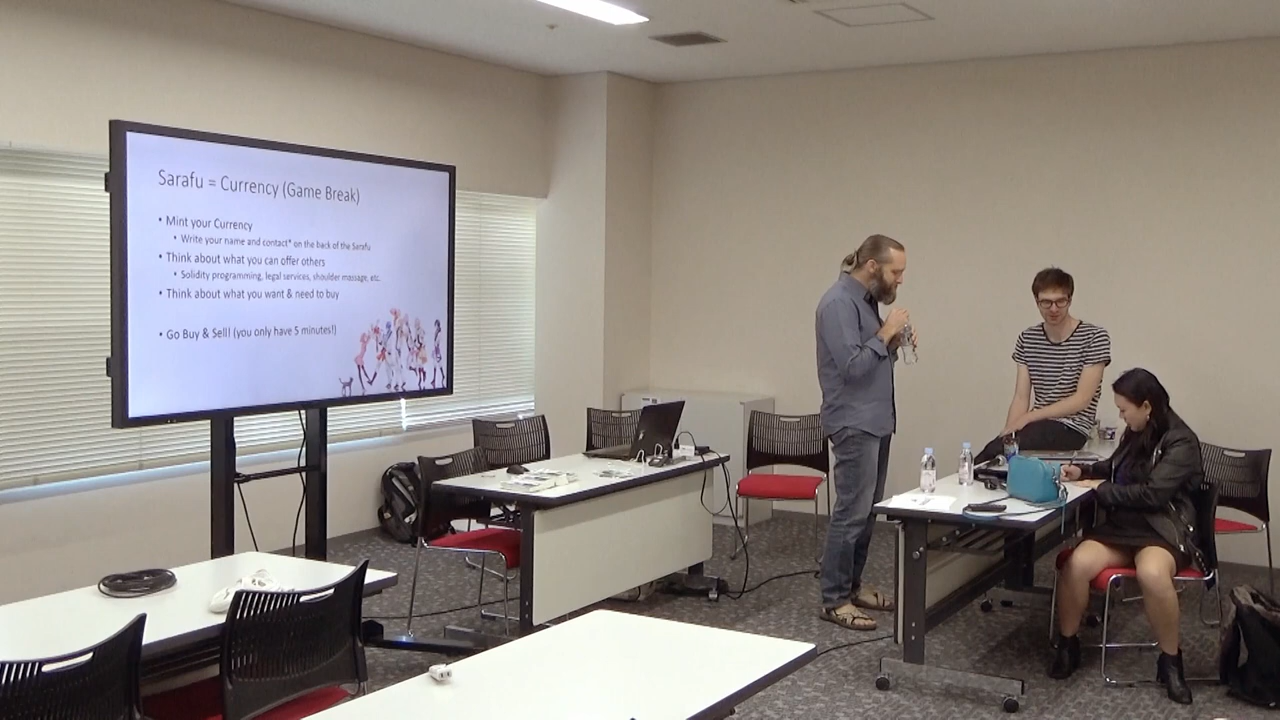 Sarafu = Currency (Game Break)
• Mint your Currency
• Write your name and contact* on the back of the Sarafu
• Think about what you can offer others
• Solidity programming, legal services, shoulder massage, etc.
• Think about what you want & need to buy
• Go Buy & Sell! (you only have 5 minutes!)